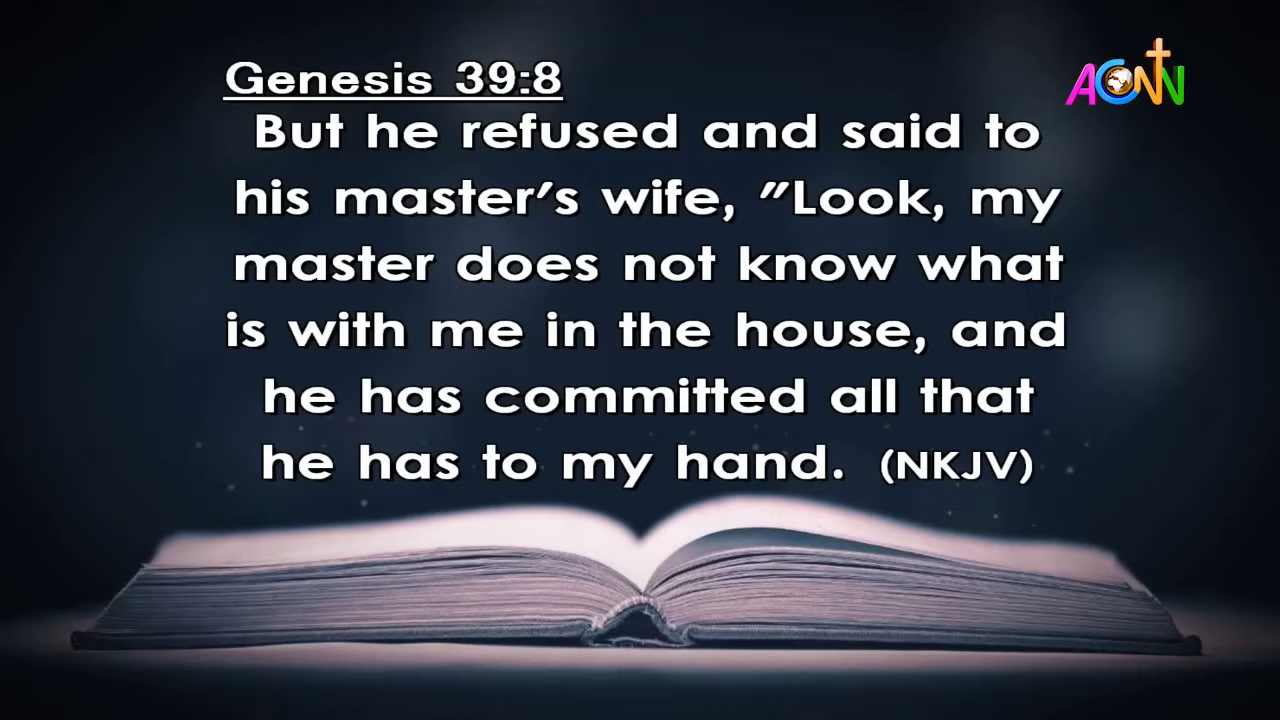 Genesis 39:8
ACNN
But he refused and said to
his master's wife, "Look, my
master does not know what
is with me in the house, and
he has committed all that
he has to my hand. (NKJV)